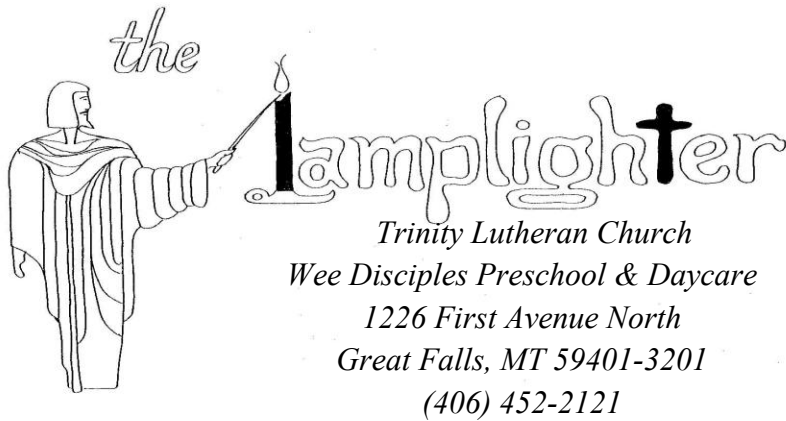 the
Lamplighter
Trinity Lutheran Church
Wee Disciples Preschool & Daycare
1226 First Avenue North
Great Falls, MT 59401-3201
(406) 452-2121